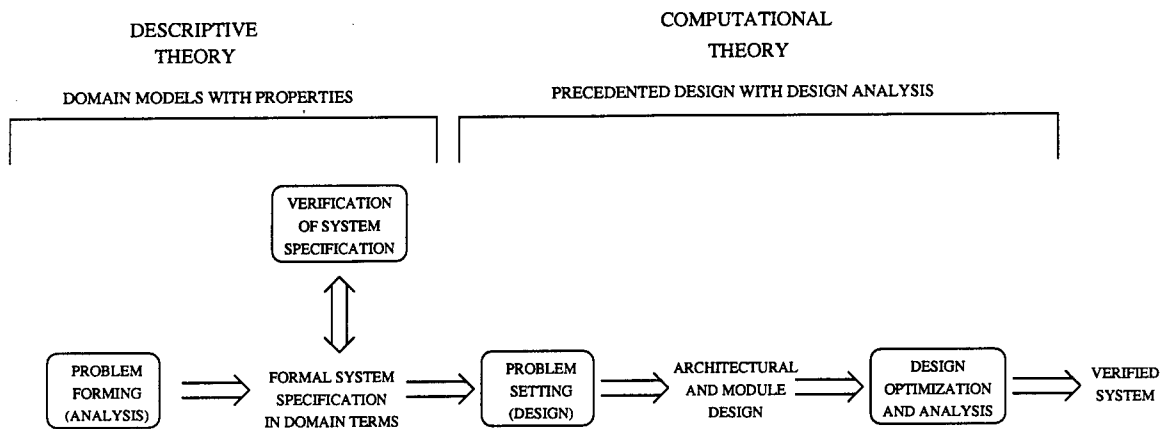 DESCRIPTIVE
THEORY
DOMAIN MODELS WITH PROPERTIES
COMPUTATIONAL
THEORY
PRECEDENTED DESIGN WITH DESIGN ANALYSIS
VERIFICATION
OF SYSTEM
SPECIFICATION
PROBLEM
FORMING
(ANALYSIS)
FORMAL SYSTEM
SPECIFICATION
IN DOMAIN TERMS
PROBLEM
SETTING
(DESIGN)
ARCHITECTURAL
AND MODULE
DESIGN
DESIGN
OPTIMIZATION
AND ANALYSIS
VERIFIED
SYSTEM